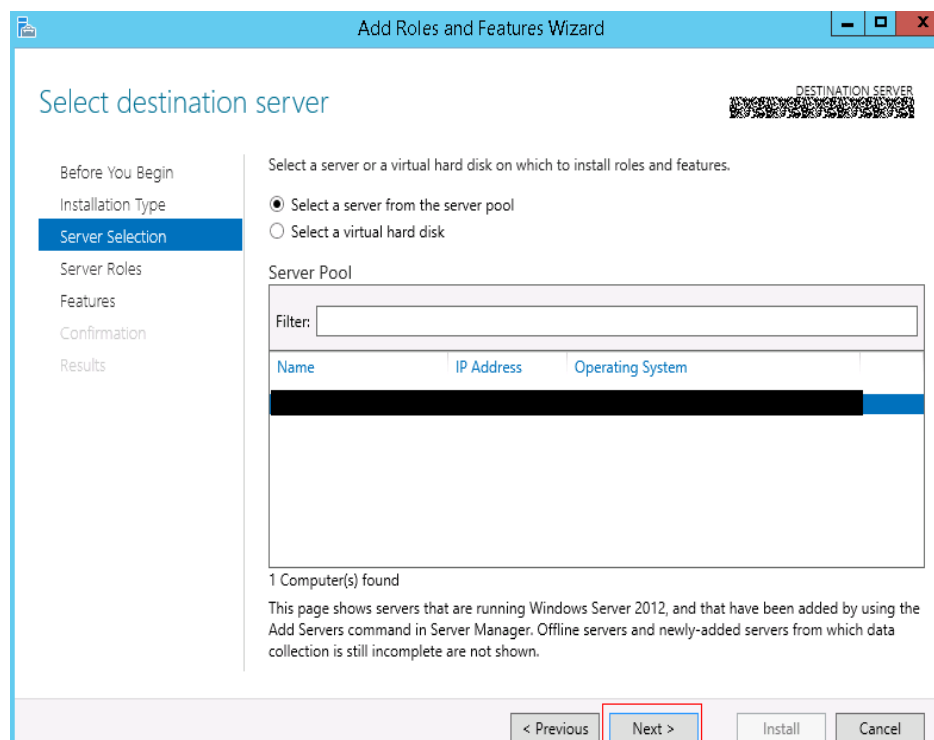 Add Roles and Features Wizard
Select destination server
DESTINATION SERVER
Before You Begin
Installation Type
Server Selection
Server Roles
Features
Confirmation
Results
Select a server or a virtual hard disk on which to install roles and features.
Select a server from the server pool
Select a virtual hard disk
Server Pool
Filter:
Name IP Address Operating System
1 Computer(s) found
This page shows servers that are running Windows Server 2012, and that have been added by using the
Add Servers command in Server Manager. Offline servers and newly-added servers from which data
collection is still incomplete are not shown.
< Previous Next > Install Cancel